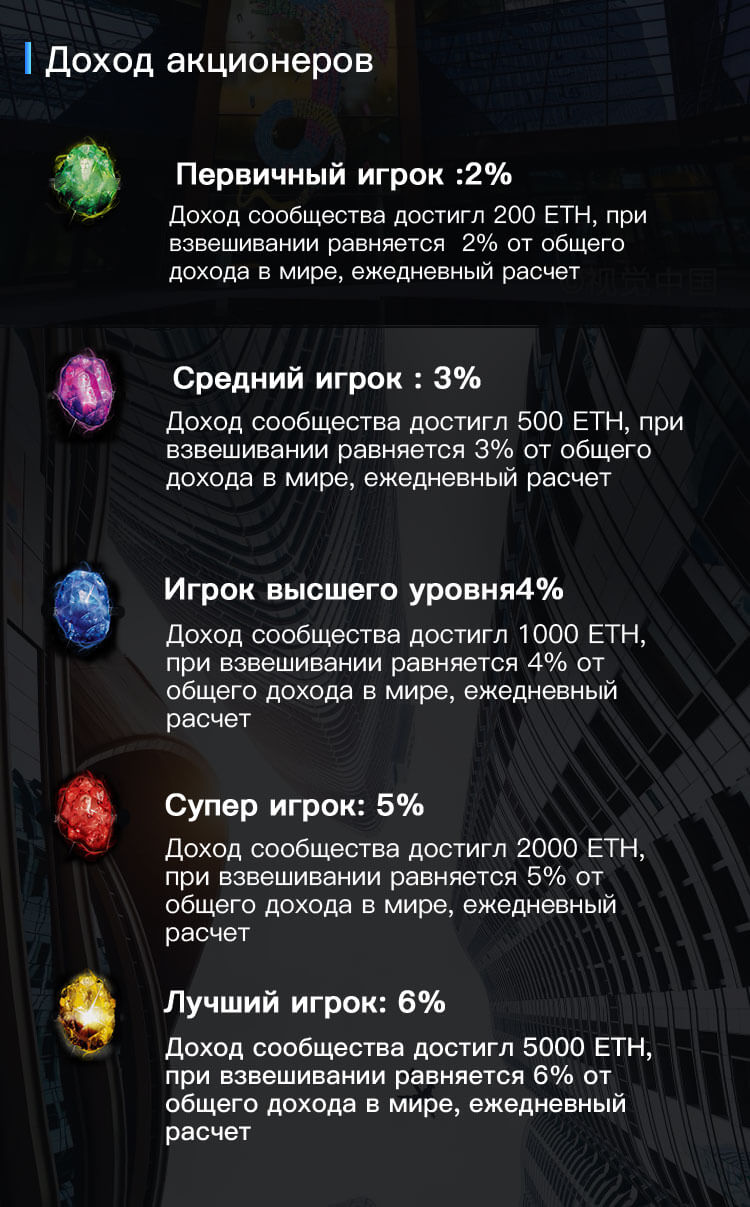 Доход акционеров
Первичный игрок :2%
Доход сообщества достигл 200 ETH, при
взвешивании равняется 2% от общего
дохода в мире, ежедневный расчет
©视觉中国
Средний игрок : 3%
Доход сообщества достигл 500 ETH, при
взвешивании равняется 3% от общего
дохода в мире, ежедневный расчет
Игрок высшего уровня4%
Доход сообщества достигл 1000 ETH,
при взвешивании равняется 4% от
общего дохода в мире, ежедневный
расчет
Супер игрок: 5%
Доход сообщества достигл 2000 ETH,
при взвешивании равняется 5% от
общего дохода в мире, ежедневный
расчет
Лучший игрок: 6%
Доход сообщества достигл 5000 ETH,
при взвешивании равняется 6% от
общего дохода в мире, ежедневный
расчет